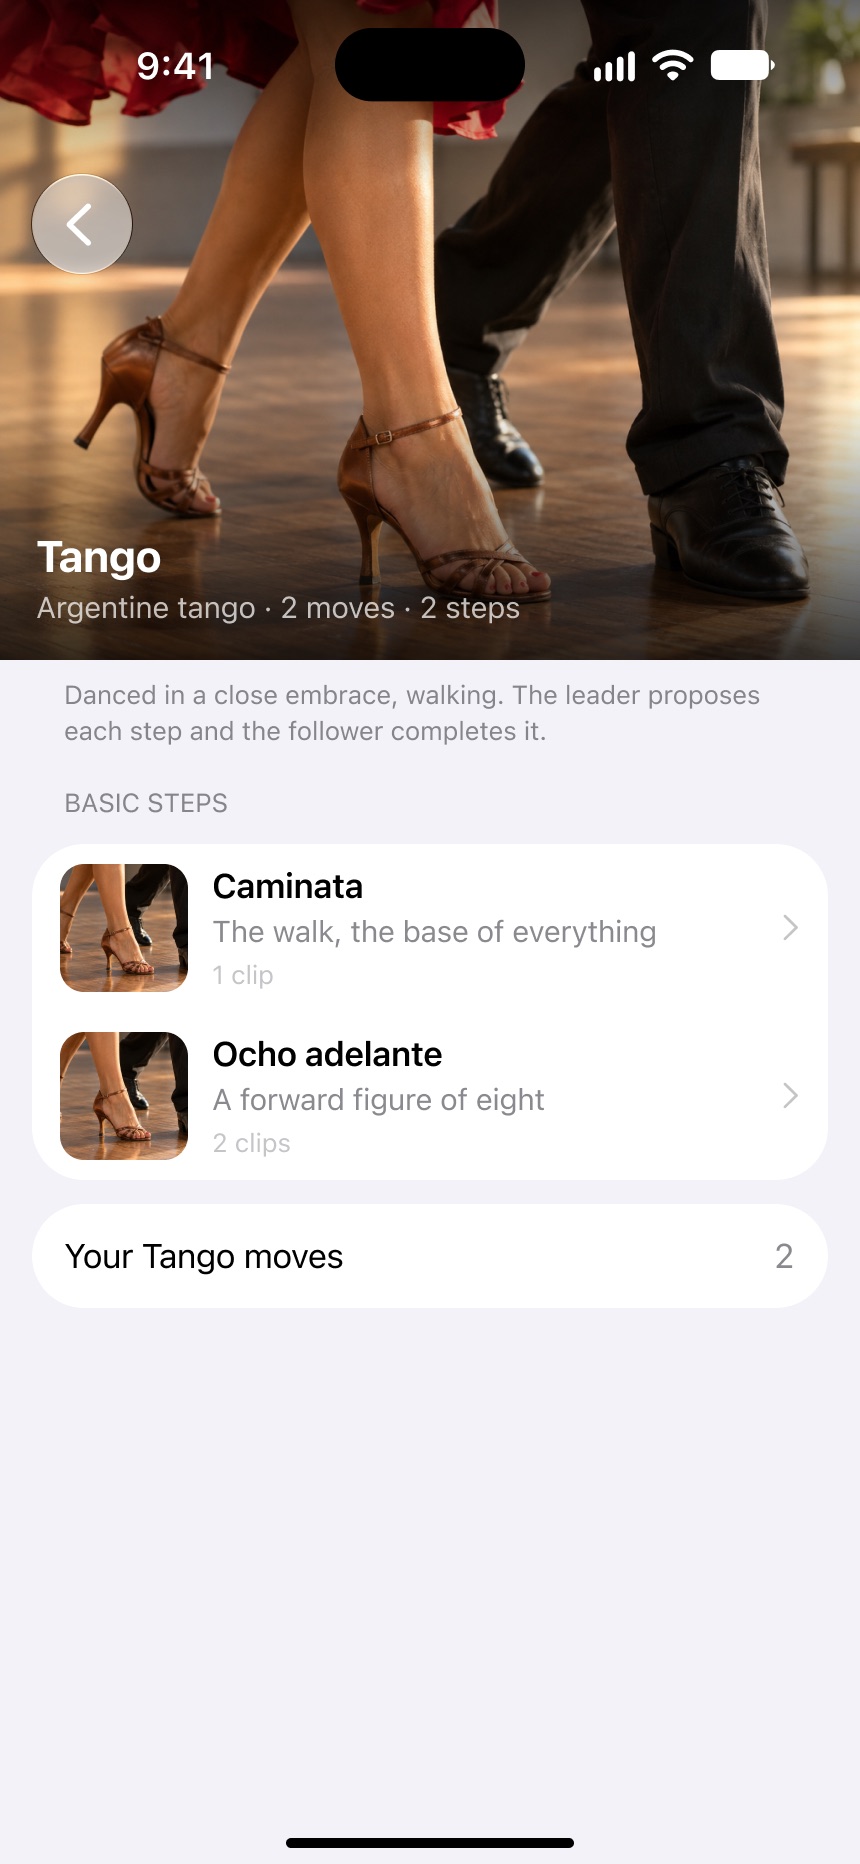 9:41
Tango
Argentine tango · 2 moves · 2 steps
Danced in a close embrace, walking. The leader proposes
each step and the follower completes it.
BASIC STEPS
Caminata
The walk, the base of everything
1 clip
Ocho adelante
A forward figure of eight
2 clips
Your Tango moves 2